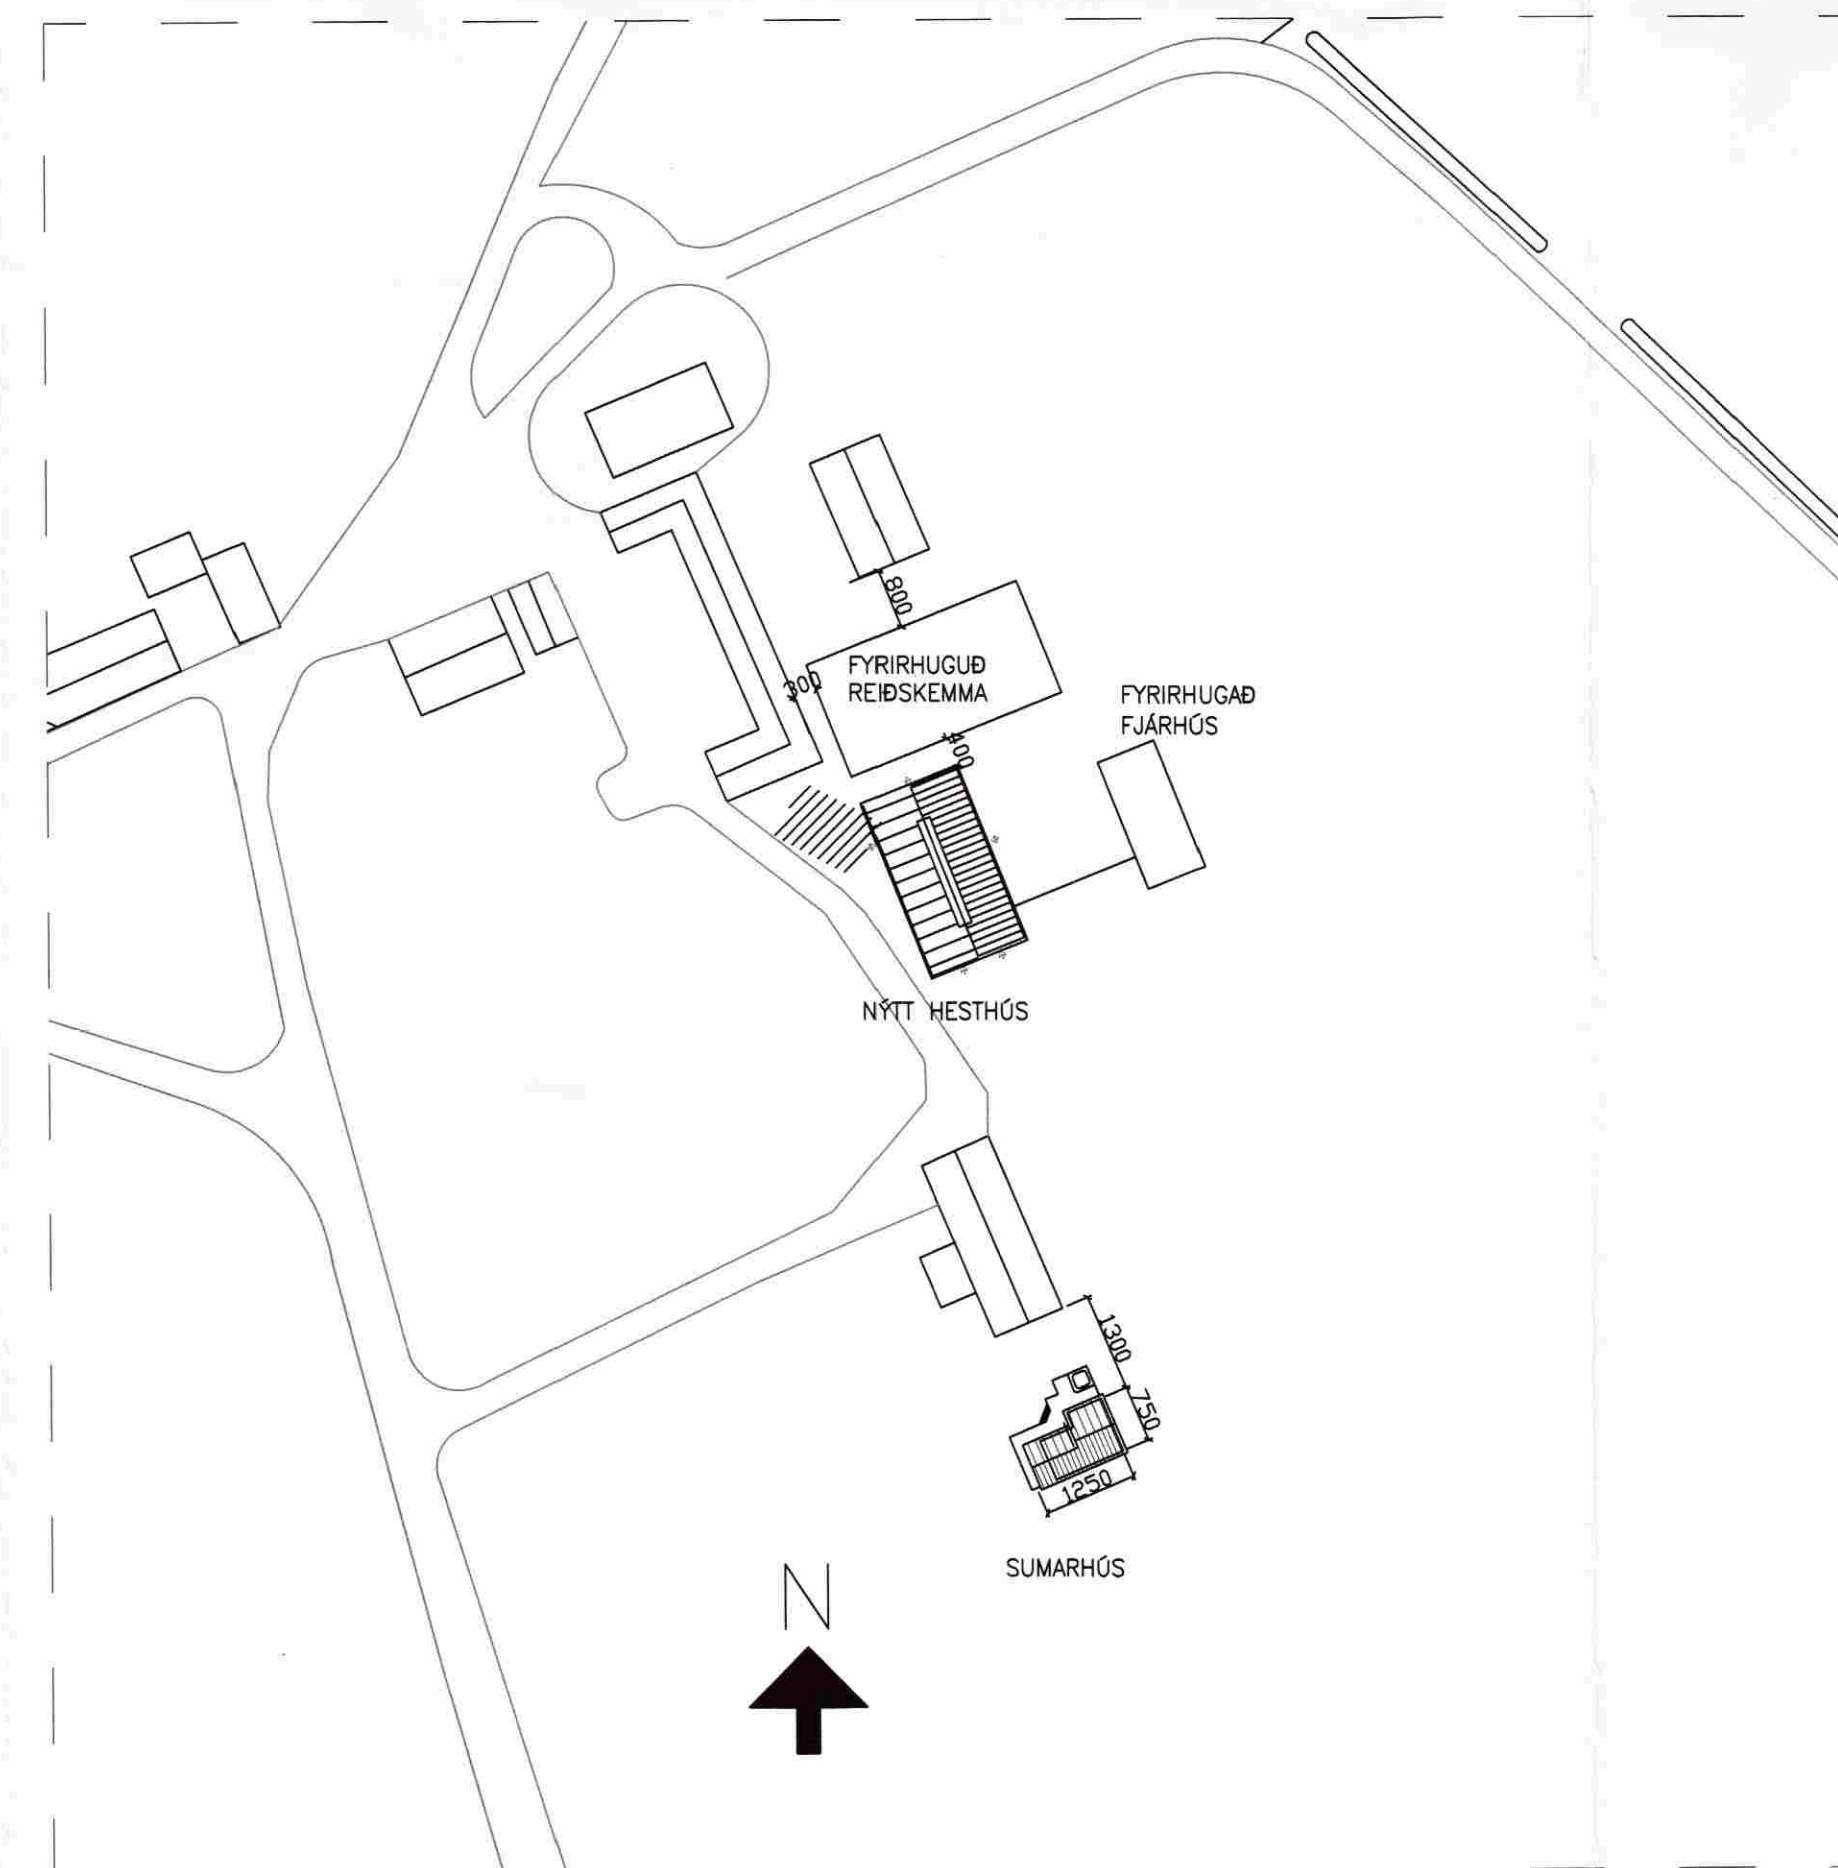 800
FYRIRHUGUÐ
REIÐSKEMMA
300
FYRIRHUGAÐ
FJÁRHÚS
400
NÝTT HESTHÚS
1300
750
1250
SUMARHÚS
N